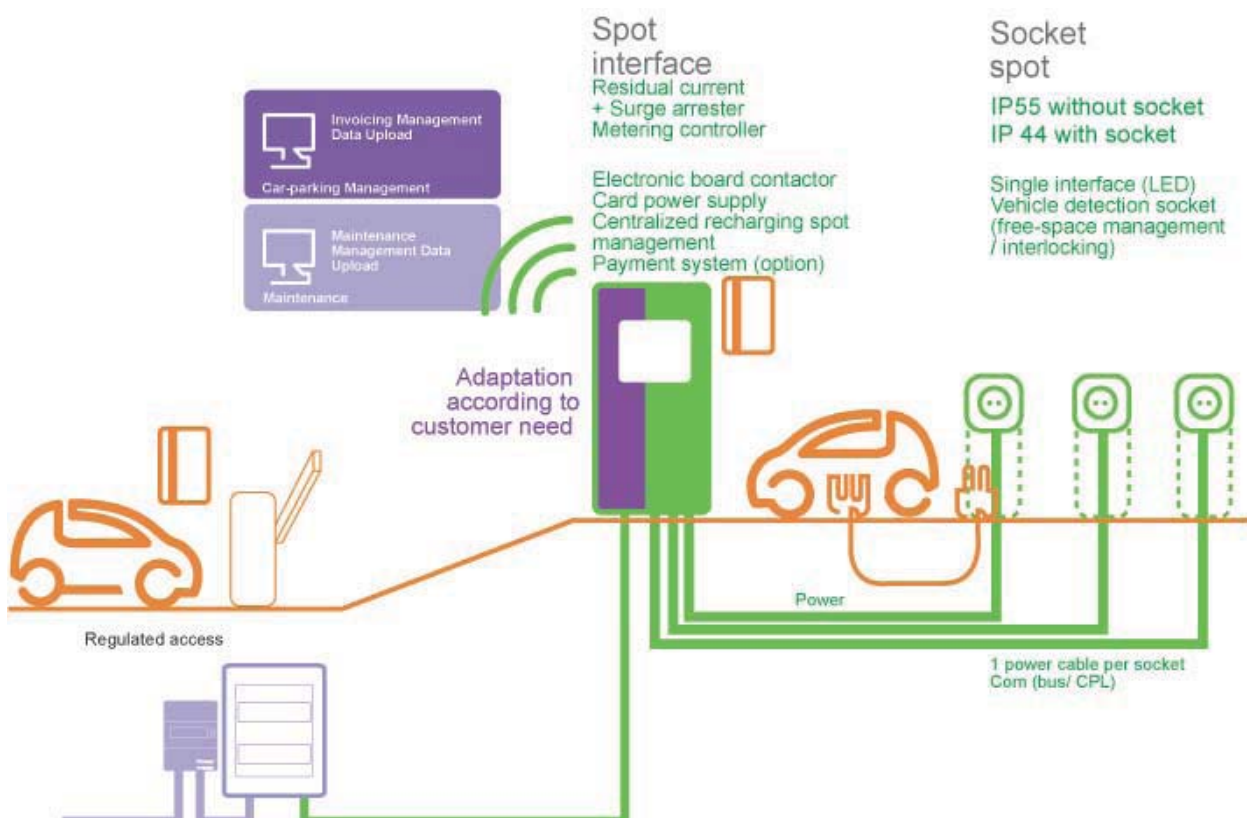 Spot
interface
Residual current
+ Surge arrester
Metering controller
Electronic board contactor
Card power supply
Centralized recharging spot
management
Payment system (option)
Socket
spot
IP55 without socket
IP 44 with socket
Single interface (LED)
Vehicle detection socket
(free-space management
/ interlocking)
Invoicing Management
Data Upload
Car-parking Management
Maintenance
Management Data
Upload
Maintenance
Adaptation
according to
customer need
Regulated access
Power
1 power cable per socket
Com (bus/ CPL)